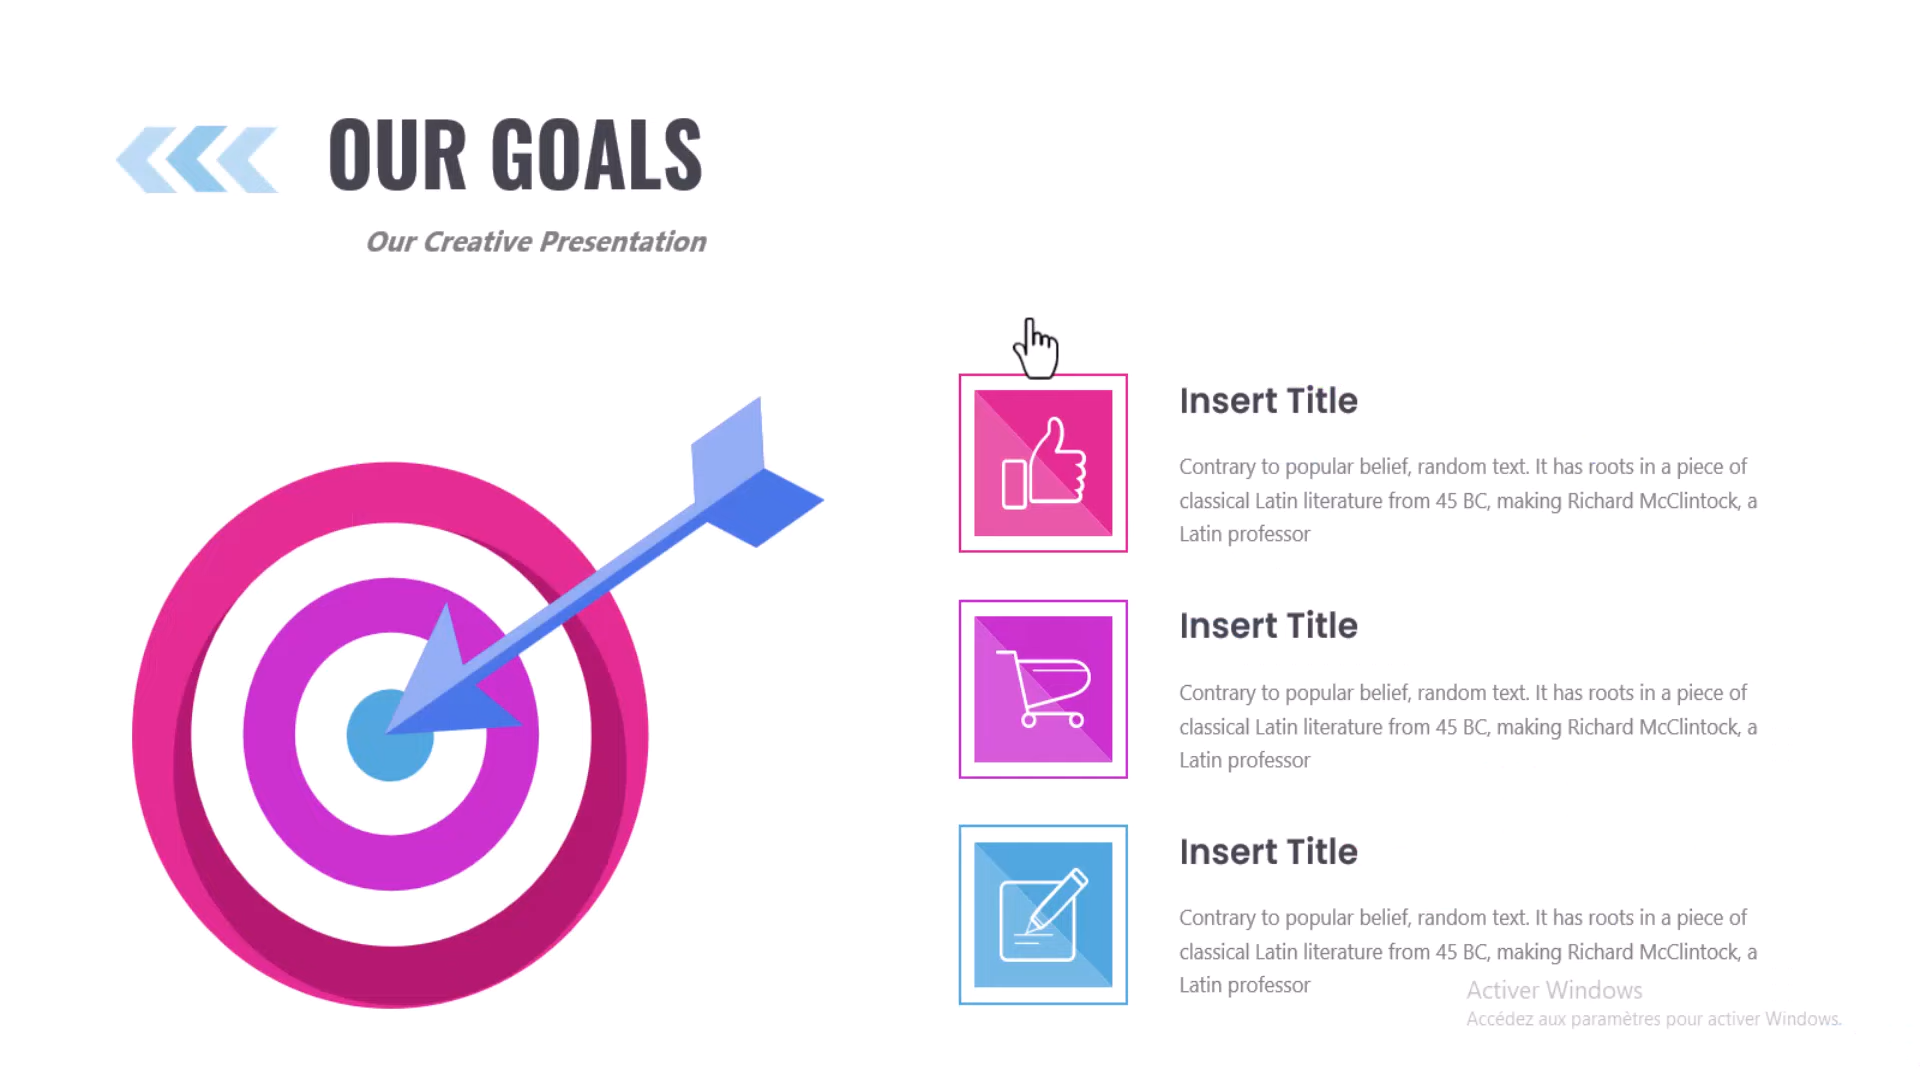 OUR GOALS
Our Creative Presentation
Insert Title
Contrary to popular belief, random text. It has roots in a piece of
classical Latin literature from 45 BC, making Richard McClintock, a
Latin professor
Insert Title
Contrary to popular belief, random text. It has roots in a piece of
classical Latin literature from 45 BC, making Richard McClintock, a
Latin professor
Insert Title
Contrary to popular belief, random text. It has roots in a piece of
classical Latin literature from 45 BC, making Richard McClintock, a
Latin professor
Activer Windows
Accédez aux paramètres pour activer Windows.